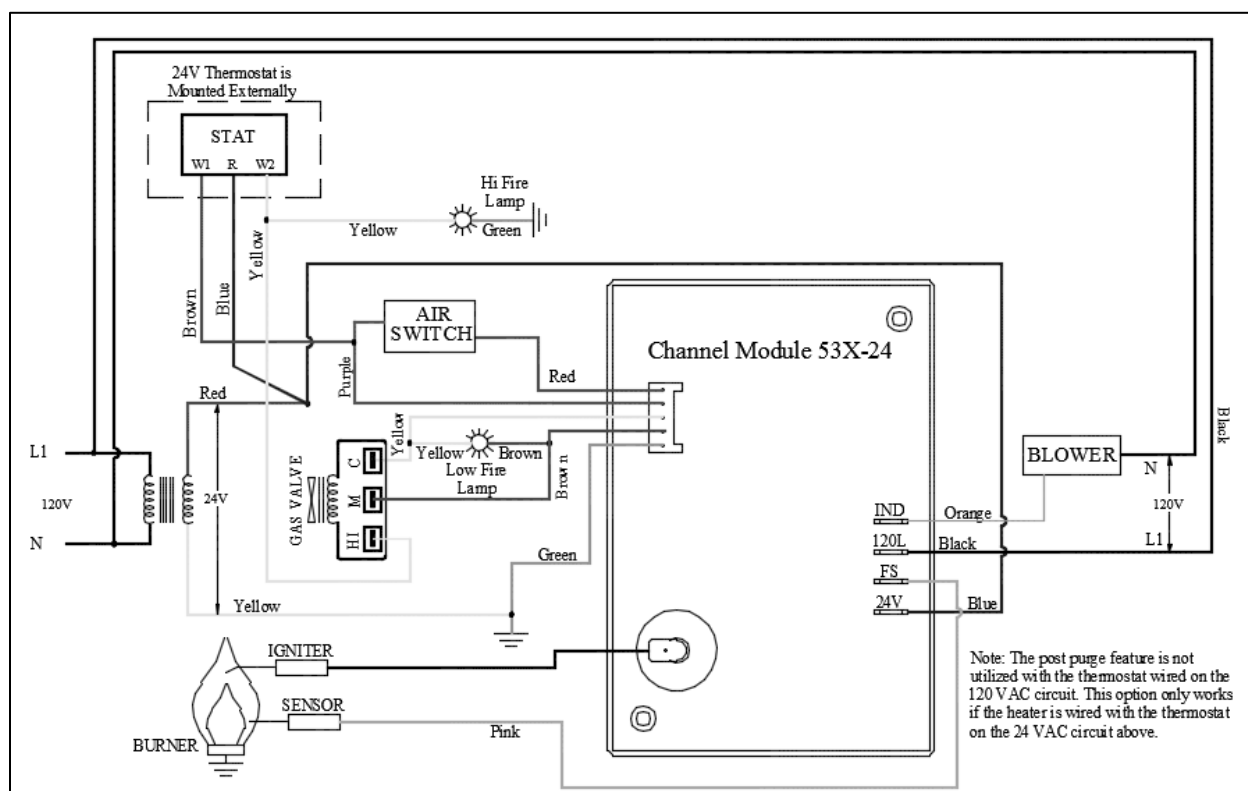 24V Thermostat is
Mounted Externally
STAT
W1 R W2
Hi Fire
Lamp
Yellow
Green
Yellow
Brown
Blue
AIR
SWITCH
Purple
Red
Channel Module 53X-24
Red
L1
120V
N
24V
GAS VALVE
C
M
HI
Yellow
Yellow
Brown
Low Fire
Lamp
Brown
Green
Yellow
Black
BLOWER
N
120V
L1
IND
Orange
120L
Black
FS
24V
Blue
IGNITER
SENSOR
Pink
BURNER
Note: The post purge feature is not
utilized with the thermostat wired on the
120 VAC circuit. This option only works
if the heater is wired with the thermostat
on the 24 VAC circuit above.